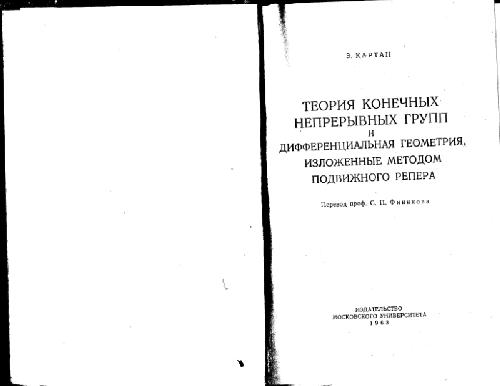 Э. КАРТАН
ТЕОРИЯ КОНЕЧНЫХ
НЕПРЕРЫВНЫХ ГРУПП
И
ДИФФЕРЕНЦИАЛЬНАЯ ГЕОМЕТРИЯ,
ИЗЛОЖЕННЫЕ МЕТОДОМ
ПОДВИЖНОГО РЕПЕРА
Перевод проф. С. П. Финикова
ИЗДАТЕЛЬСТВО
МОСКОВСКОГО УНИВЕРСИТЕТА
1963